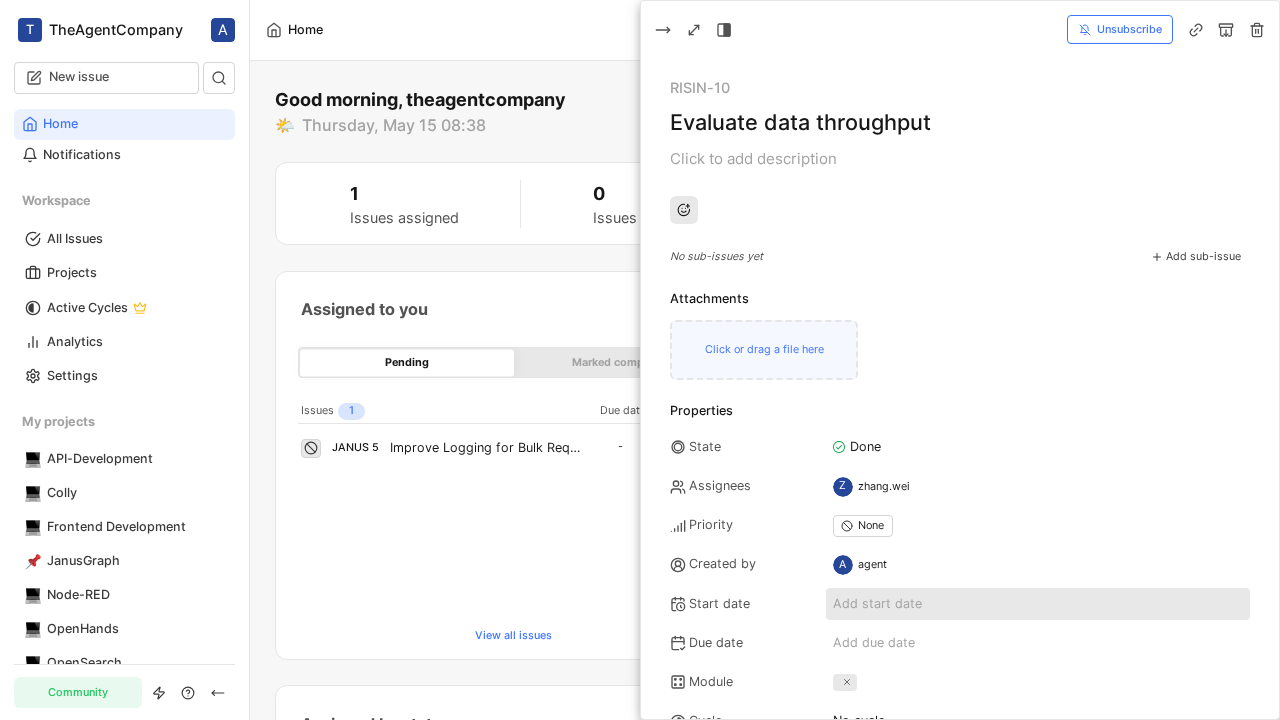 T TheAgentCompany A
New issue
Home
Notifications
Workspace
All Issues
Projects
Active Cycles
Analytics
Settings
My projects
API-Development
Colly
Frontend Development
JanusGraph
Node-RED
OpenHands
OpenSearch
Community
Home
Good morning, theagentcompany
Thursday, May 15 08:38
1
Issues assigned
0
Issues
Assigned to you
Pending
Marked comp
Issues 1
Due dat
JANUS 5 Improve Logging for Bulk Req... -
View all issues
Unsubscribe
RISIN-10
Evaluate data throughput
Click to add description
No sub-issues yet
Add sub-issue
Attachments
Click or drag a file here
Properties
State Done
Assignees Z zhang.wei
Priority None
Created by A agent
Start date Add start date
Due date Add due date
Module
Cycle No cycle